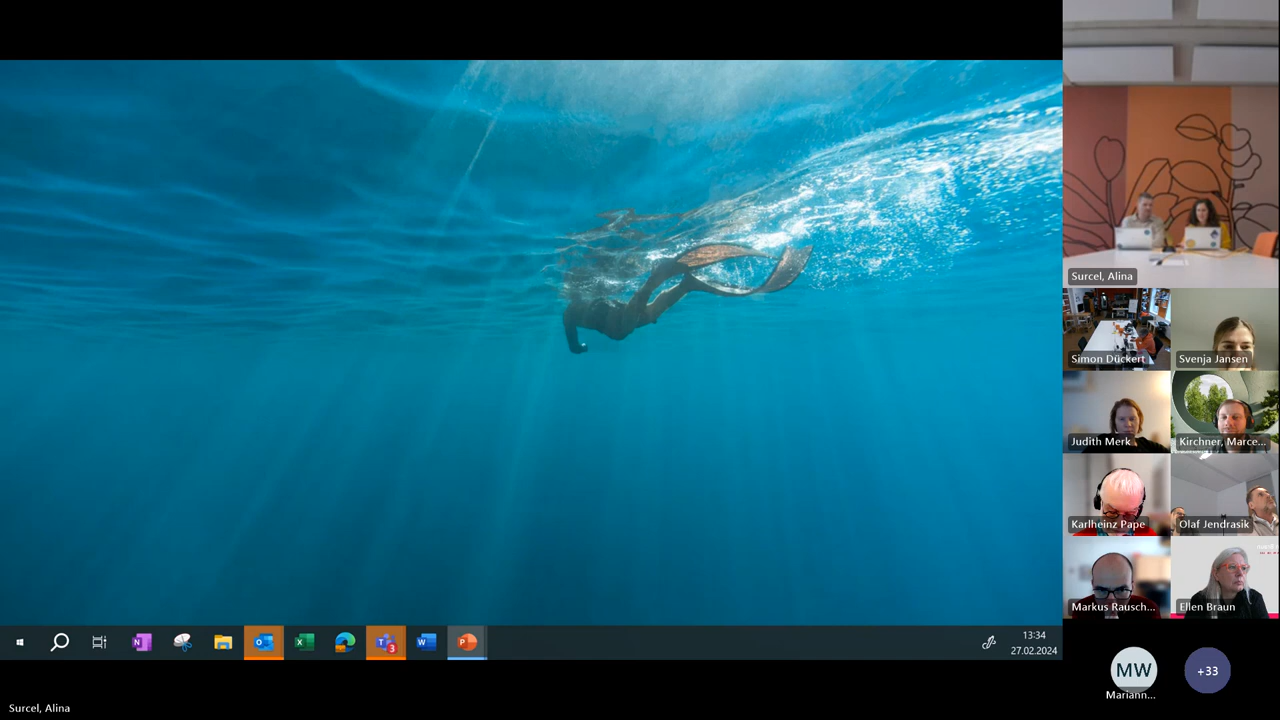 Surcel, Alina
Simon Dückert
Svenja Jansen
Judith Merk
Kirchner, Marce...
Karlheinz Pape
Olaf Jendrasik
Markus Rausch...
Ellen Braun
MW
Mariann...
+33
N
O
X
T
3
W
P
13:34
27.02.2024
Surcel, Alina